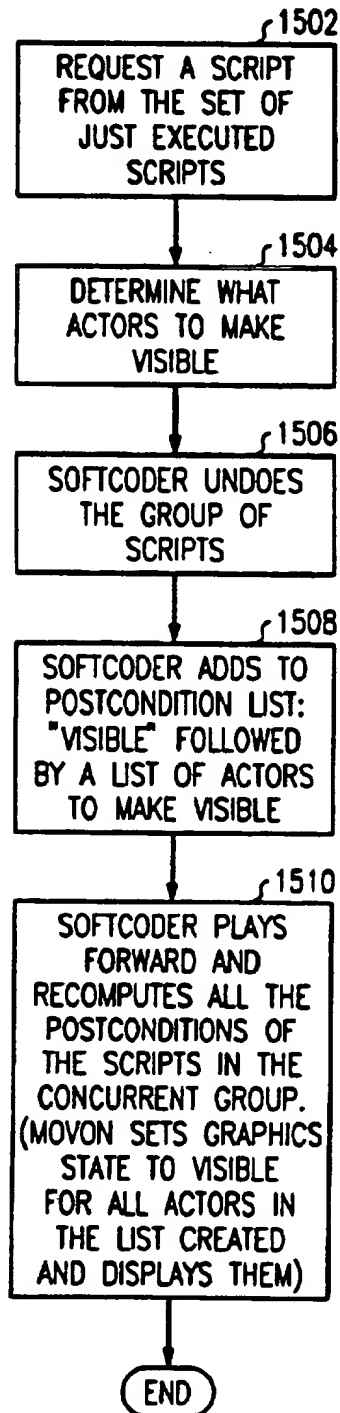 1502
REQUEST A SCRIPT
FROM THE SET OF
JUST EXECUTED
SCRIPTS
1504
DETERMINE WHAT
ACTORS TO MAKE
VISIBLE
1506
SOFTCODER UNDOES
THE GROUP OF
SCRIPTS
1508
SOFTCODER ADDS TO
POSTCONDITION LIST:
"VISIBLE" FOLLOWED
BY A LIST OF ACTORS
TO MAKE VISIBLE
1510
SOFTCODER PLAYS
FORWARD AND
RECOMPUTES ALL THE
POSTCONDITIONS OF
THE SCRIPTS IN THE
CONCURRENT GROUP.
(MOVON SETS GRAPHICS
STATE TO VISIBLE
FOR ALL ACTORS IN
THE LIST CREATED
AND DISPLAYS THEM)
END